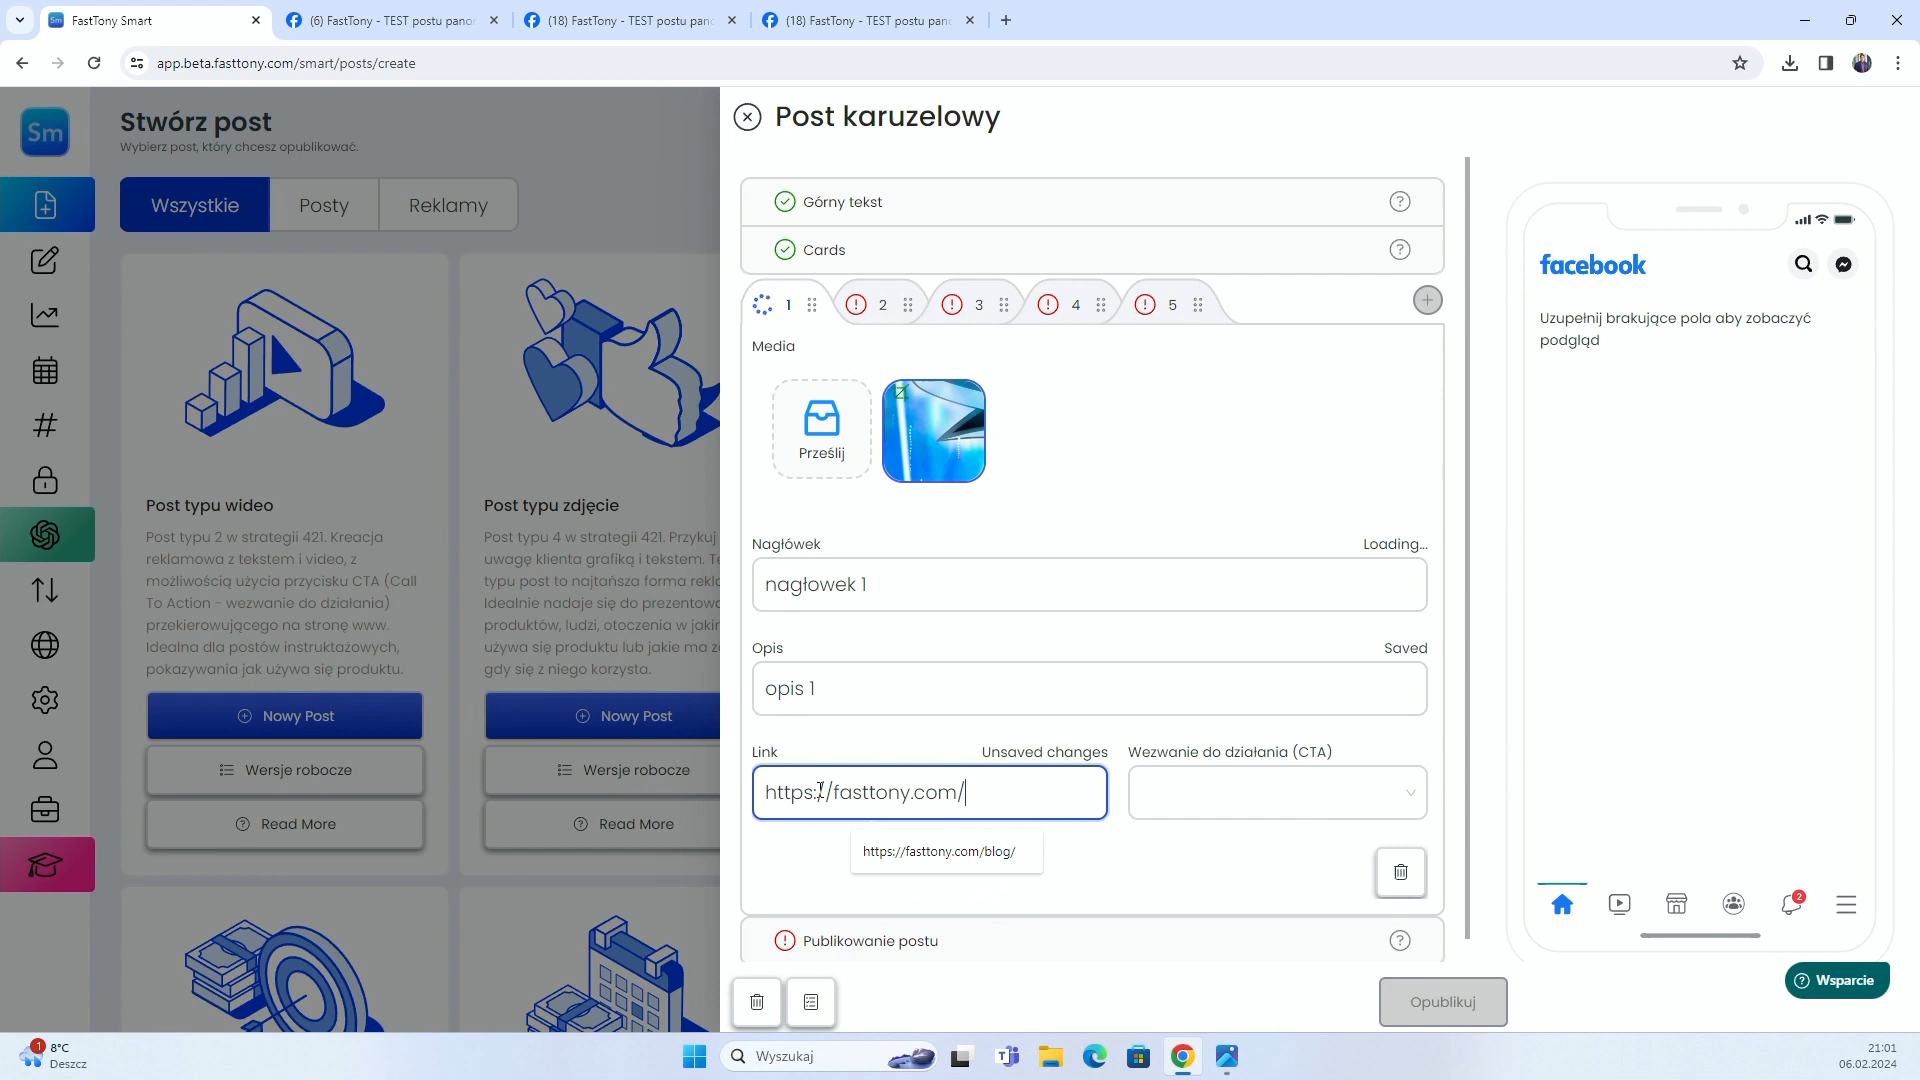 FastTony Smart
(6) FastTony - TEST postu pano
(18) FastTony - TEST postu pano
(18) FastTony - TEST postu pano
app.beta.fasttony.com/smart/posts/create
Sm
Stwórz post
Wybierz post, który chcesz opublikować.
Wszystkie
Posty
Reklamy
Post typu wideo
Post typu 2 w strategii 421. Kreacja
reklamowa z tekstem i video, z
możliwością użycia przycisku CTA (Call
To Action - wezwanie do działania)
przekierowującego na stronę www.
Idealna dla postów instruktażowych,
pokazywania jak używa się produktu.
Nowy Post
Wersje robocze
Read More
Post typu zdjęcie
Post typu 4 w strategii 421. Przykuj
uwagę klienta grafiką i tekstem. Te
typu post to najtańsza forma rekl
Idealnie nadaje się do prezentow
produktów, ludzi, otoczenia w jaki
używa się produktu lub jakie ma z
gdy się z niego korzysta.
Nowy Post
Wersje robocze
Read More
Post karuzelowy
Górny tekst
Cards
1
2
3
4
5
Media
Prześlij
Nagłówek
Loading...
nagłowek 1
Opis
Saved
opis 1
Link
Unsaved changes
Wezwanie do działania (CTA)
https://fasttony.com/
https://fasttony.com/blog/
Publikowanie postu
Opublikuj
facebook
Uzupełnij brakujące pola aby zobaczyć
podgląd
2
Wsparcie
1
8°C
Deszcz
Wyszukaj
21:01
06.02.2024